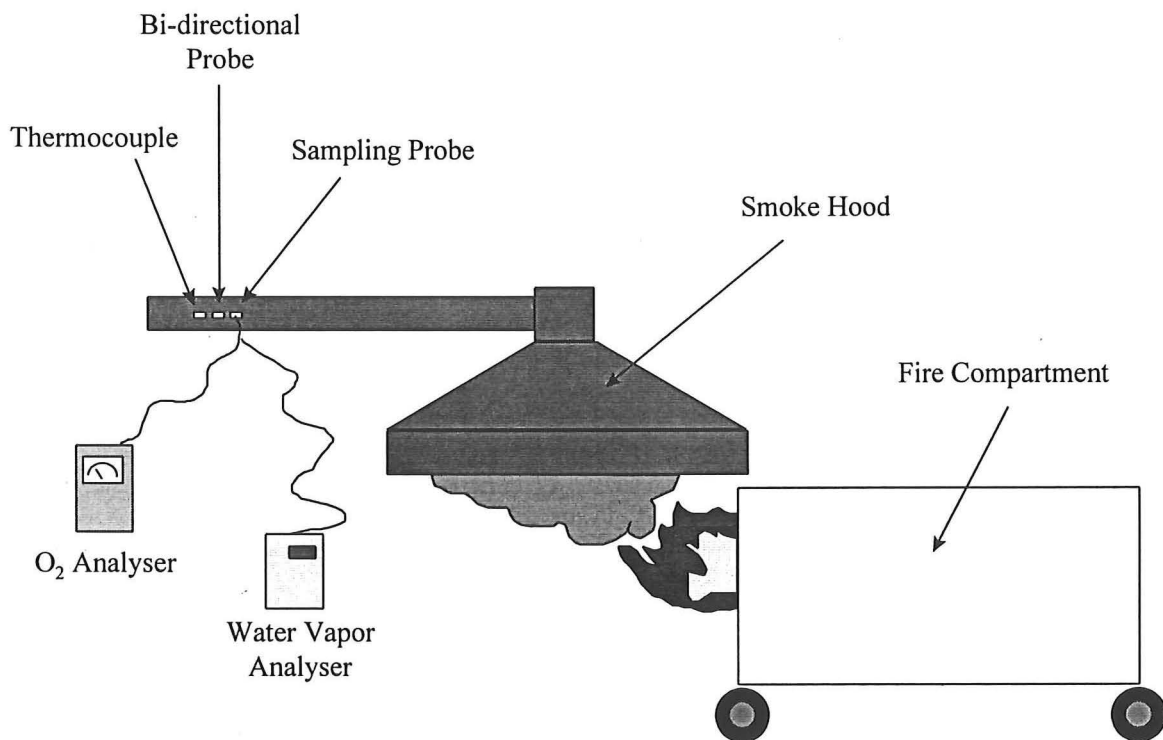 Bi-directional
Probe
Thermocouple
Sampling Probe
Smoke Hood
Fire Compartment
O₂ Analyser
Water Vapor
Analyser